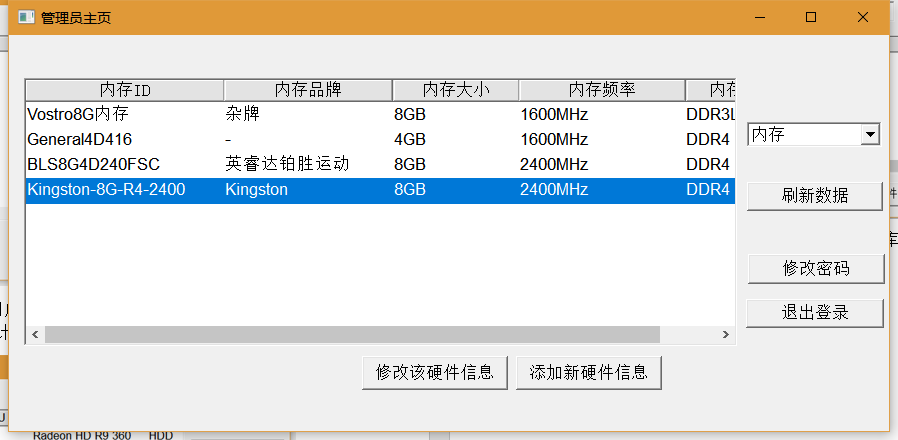 管理员主页
内存ID 内存品牌 内存大小 内存频率 内存
Vostro8G内存 杂牌 8GB 1600MHz DDR3L
General4D416 - 4GB 1600MHz DDR4
BLS8G4D240FSC 英睿达铂胜运动 8GB 2400MHz DDR4
Kingston-8G-R4-2400 Kingston 8GB 2400MHz DDR4
内存
刷新数据
修改密码
退出登录
修改该硬件信息 添加新硬件信息
Radeon HD R9 360 HDD